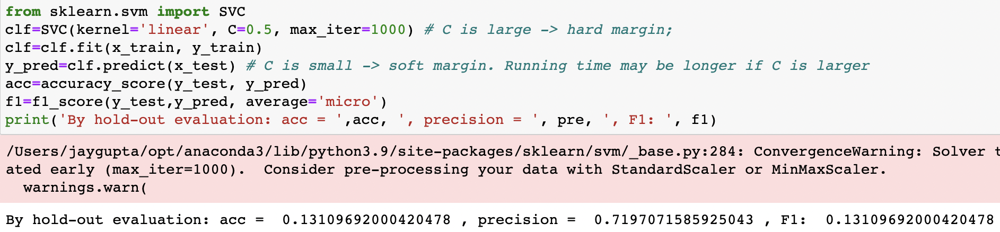 from sklearn.svm import SVC
clf=SVC(kernel='linear', C=0.5, max_iter=1000) # C is large -> hard margin;
clf=clf.fit(x_train, y_train)
y_pred=clf.predict(x_test) # C is small -> soft margin. Running time may be longer if C is larger
acc=accuracy_score(y_test, y_pred)
f1=f1_score(y_test,y_pred, average='micro')
print('By hold-out evaluation: acc = ',acc, ', precision = ', pre, ', F1: ', f1)
/Users/jaygupta/opt/anaconda3/lib/python3.9/site-packages/sklearn/svm/_base.py:284: ConvergenceWarning: Solver t
ated early (max_iter=1000).  Consider pre-processing your data with StandardScaler or MinMaxScaler.
  warnings.warn(
By hold-out evaluation: acc =  0.13109692000420478 , precision =  0.7197071585925043 , F1:  0.13109692000420478